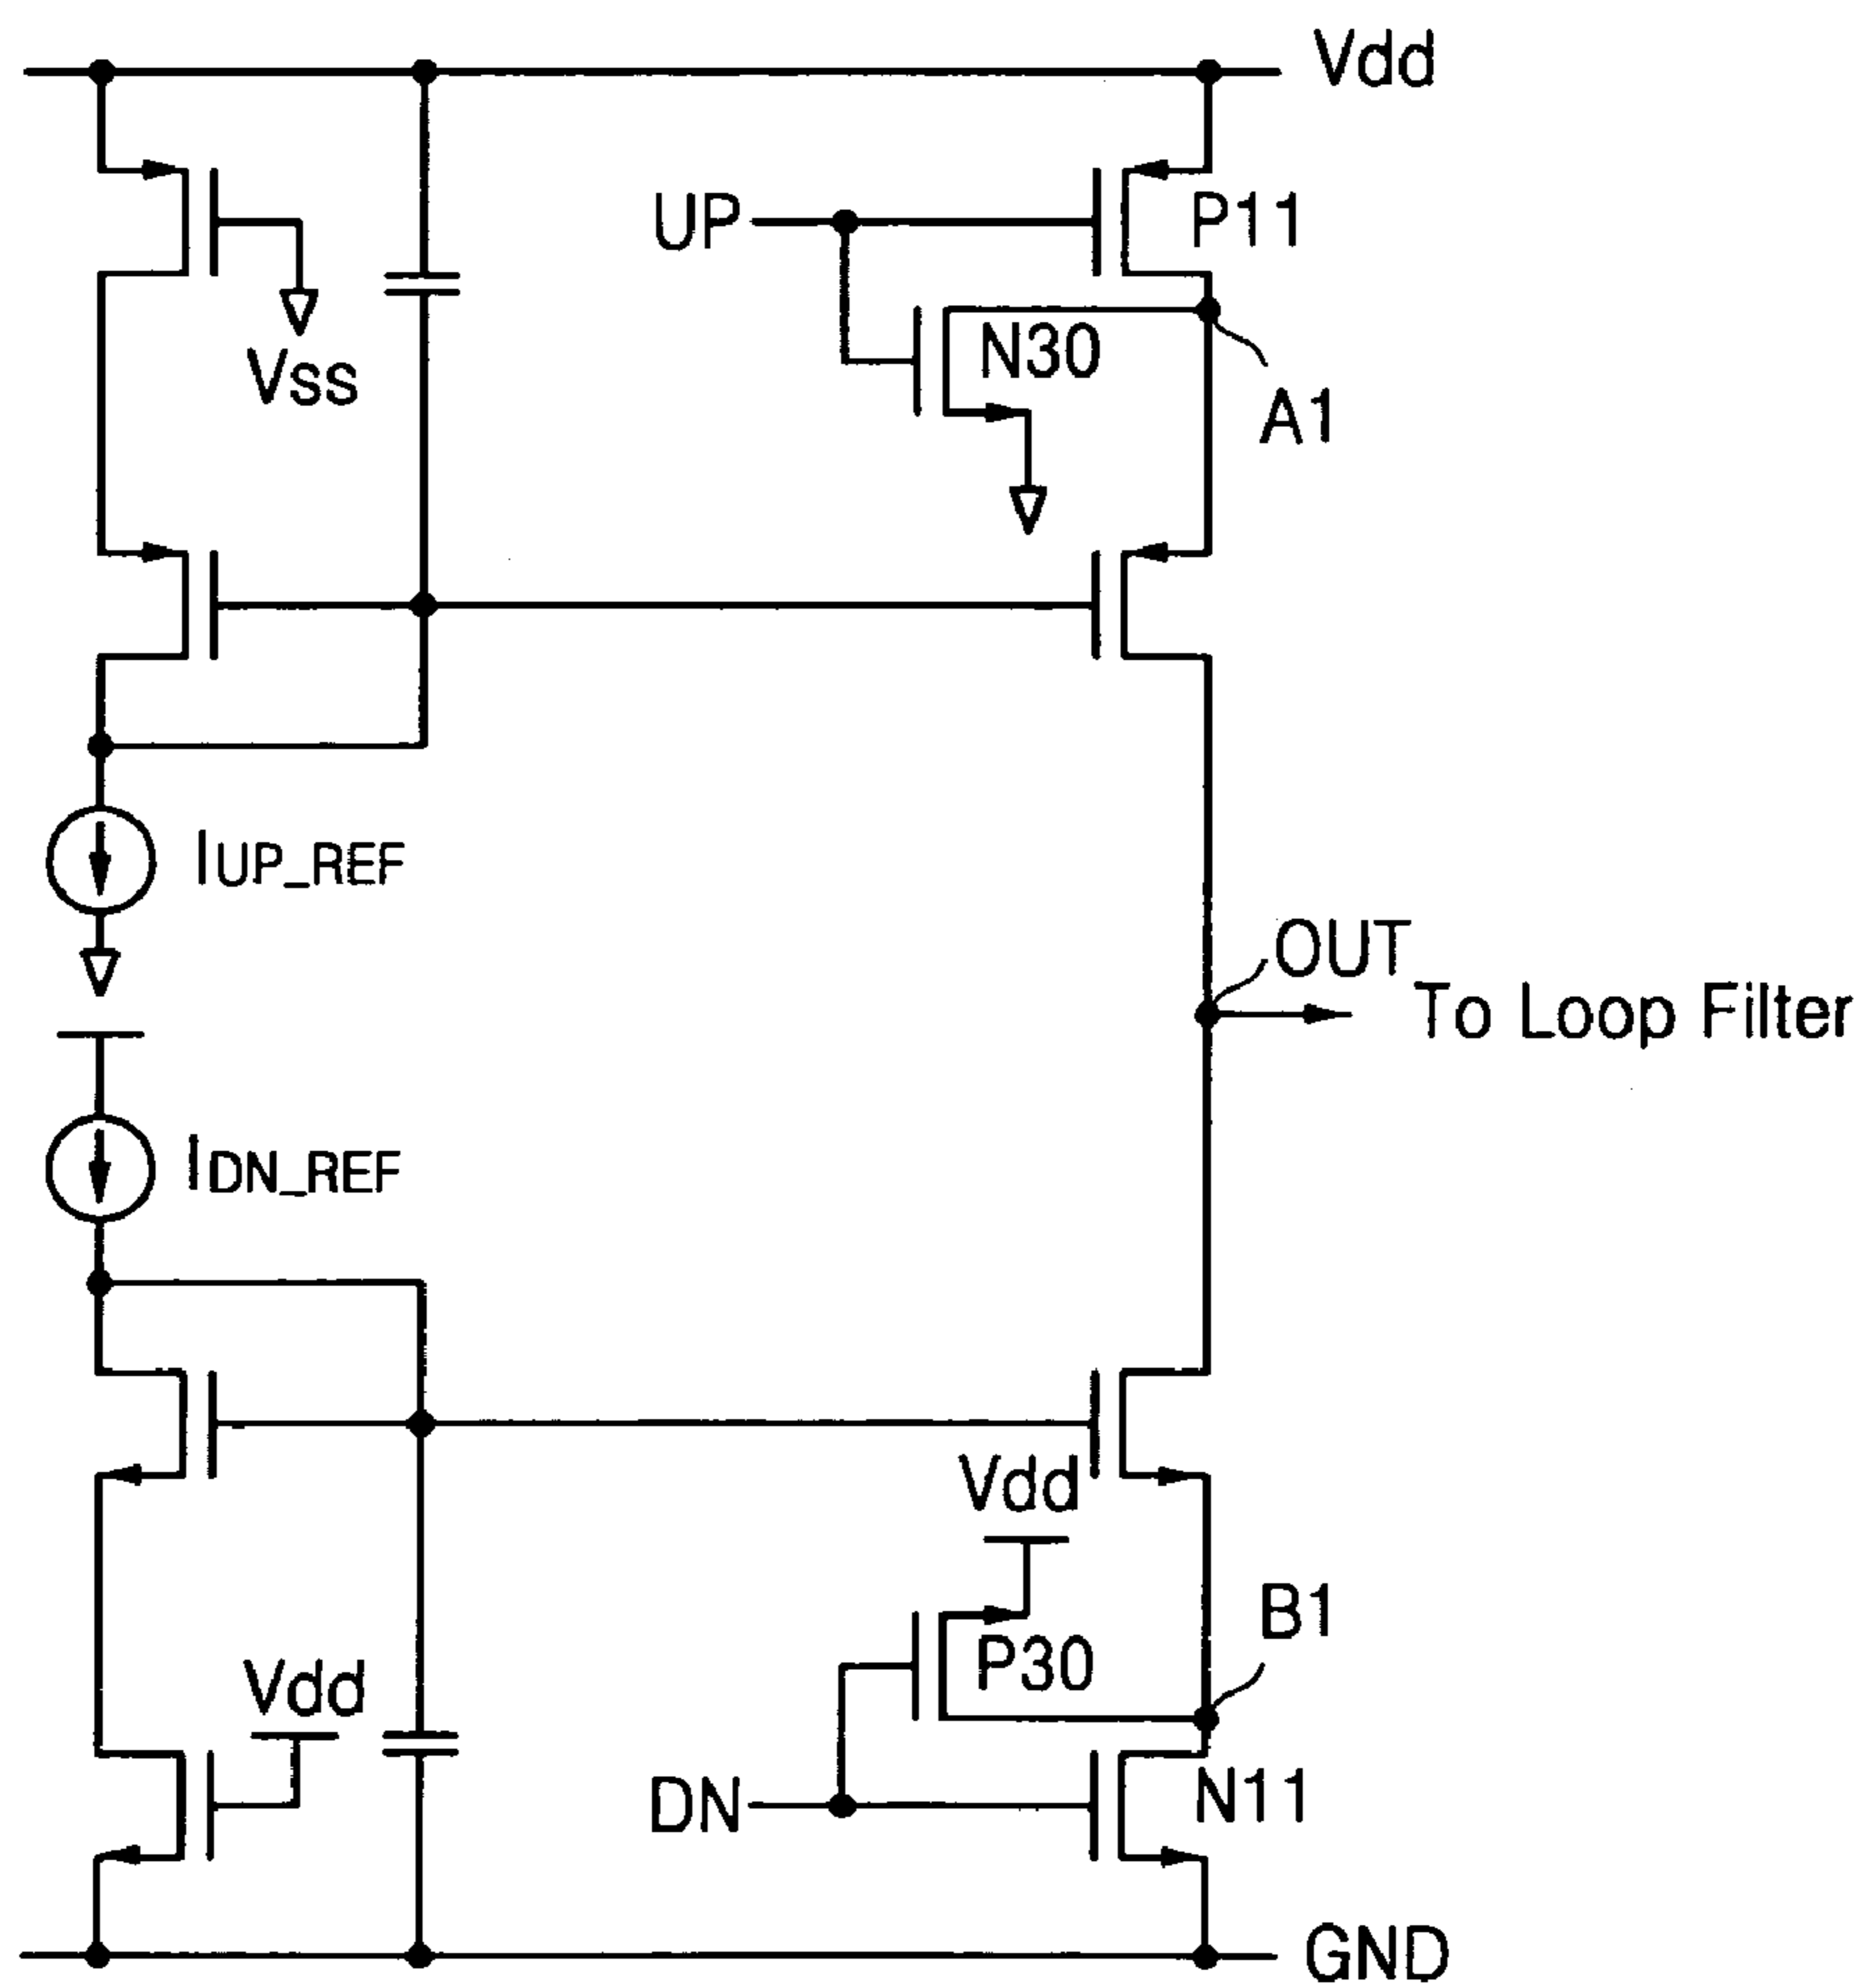 Vdd
UP
P11
N30
Vss
A1
IUP_REF
OUT
To Loop Filter
IDN_REF
Vdd
B1
P30
Vdd
DN
N11
GND